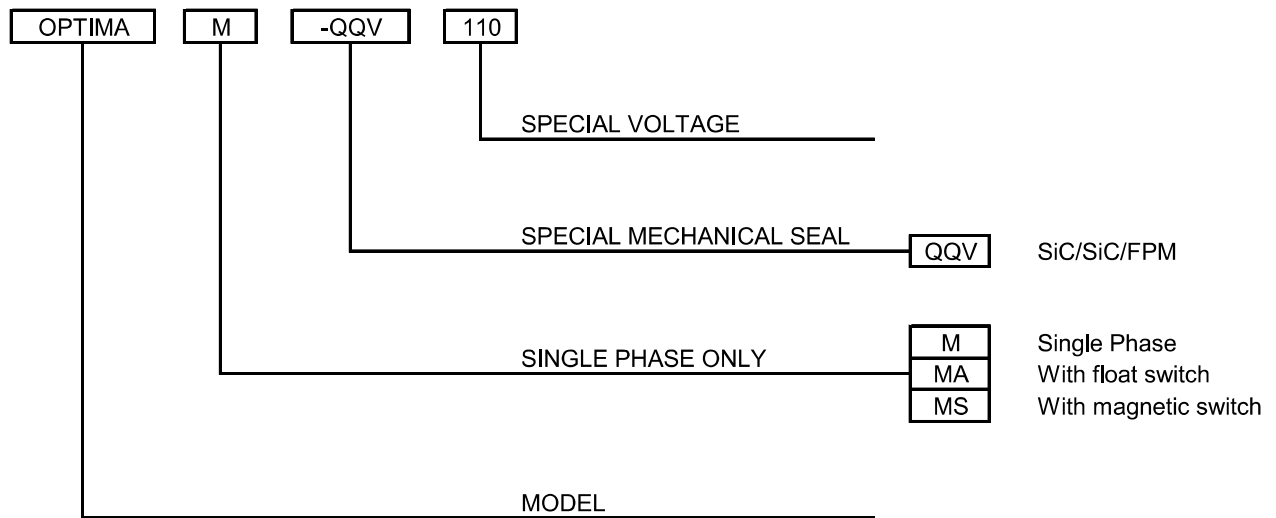 OPTIMA M -QQV 110
SPECIAL VOLTAGE
SPECIAL MECHANICAL SEAL QQV SiC/SiC/FPM
M Single Phase
SINGLE PHASE ONLY MA With float switch
MS With magnetic switch
MODEL